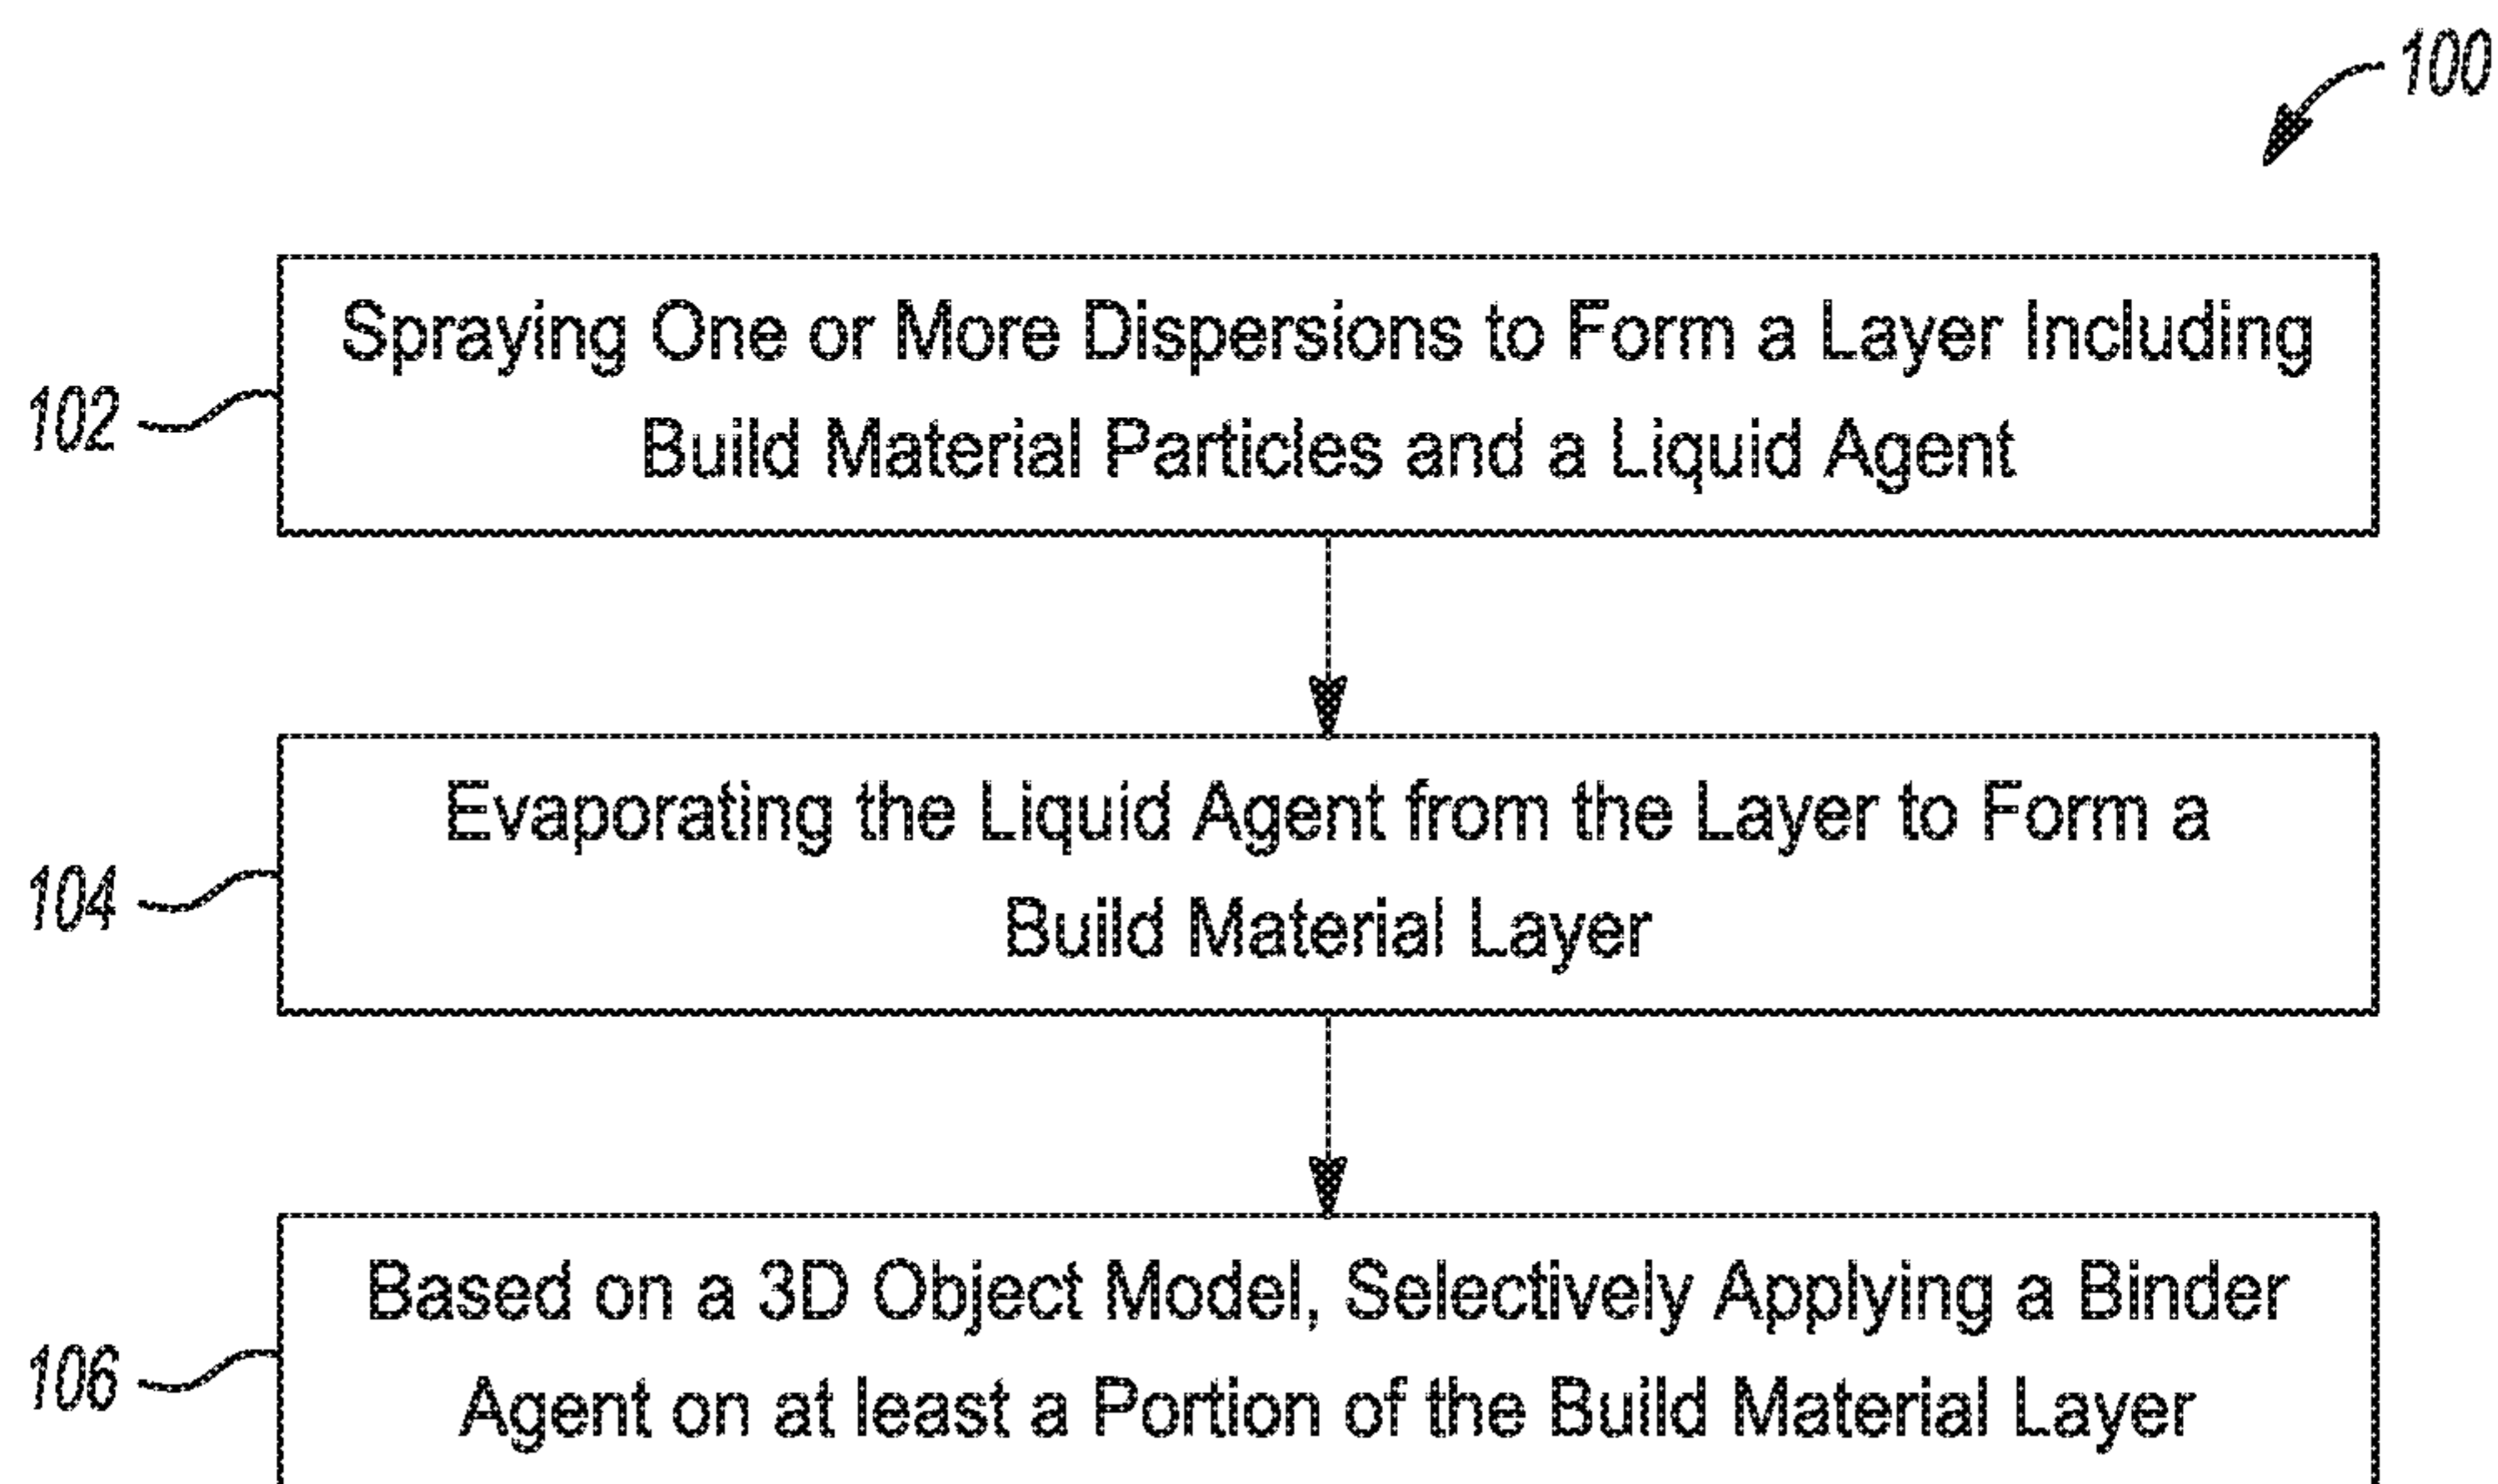 100
102
Spraying One or More Dispersions to Form a Layer Including
Build Material Particles and a Liquid Agent
104
Evaporating the Liquid Agent from the Layer to Form a
Build Material Layer
106
Based on a 3D Object Model, Selectively Applying a Binder
Agent on at least a Portion of the Build Material Layer